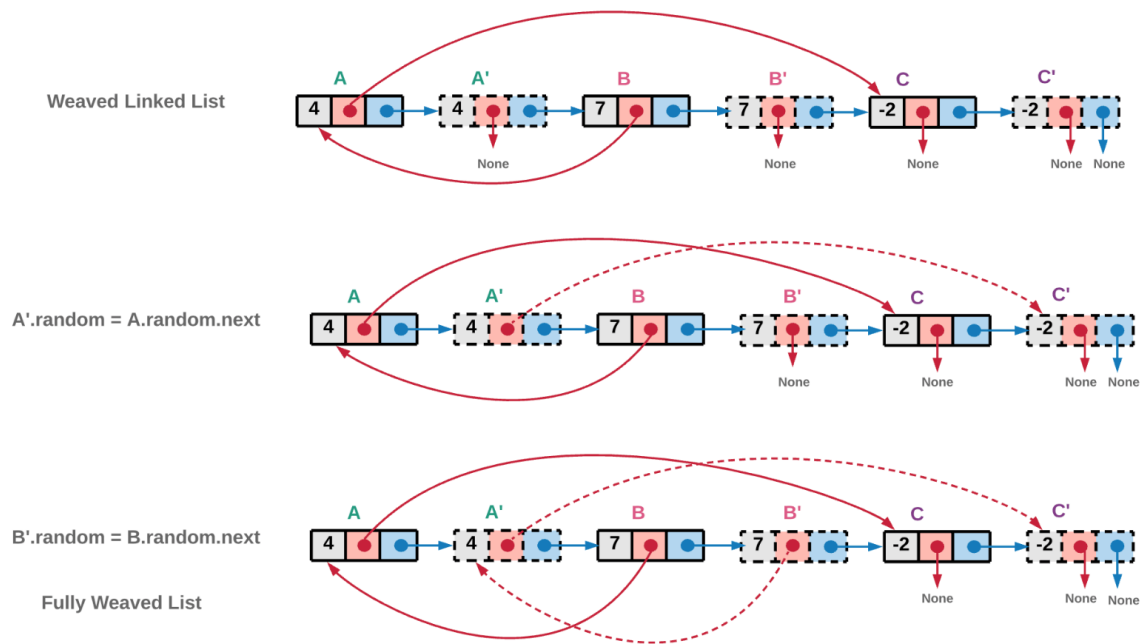 A A' B B' C C'
Weaved Linked List
4 4 7 7 -2 -2
None None None None None
A A' B B' C C'
A'.random = A.random.next
4 4 7 7 -2 -2
None None None None
A A' B B' C C'
B'.random = B.random.next
4 4 7 7 -2 -2
None None None
Fully Weaved List